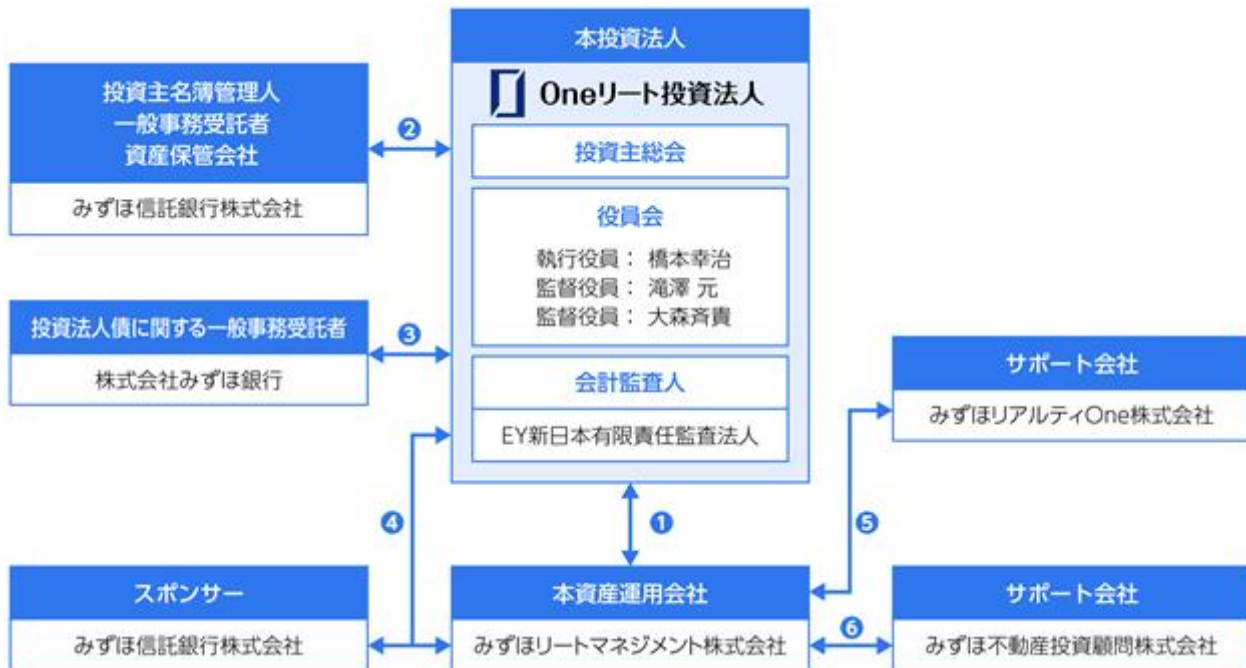 本投資法人
Oneリート投資法人
投資主総会
役員会
執行役員： 橋本幸治
監督役員： 滝澤 元
監督役員： 大森斉貴
会計監査人
EY新日本有限責任監査法人
投資主名簿管理人
一般事務受託者
資産保管会社
みずほ信託銀行株式会社
❷
投資法人債に関する一般事務受託者
株式会社みずほ銀行
❸
サポート会社
みずほリアルティOne株式会社
❹
❶
❺
スポンサー
みずほ信託銀行株式会社
本資産運用会社
みずほリートマネジメント株式会社
❻
サポート会社
みずほ不動産投資顧問株式会社